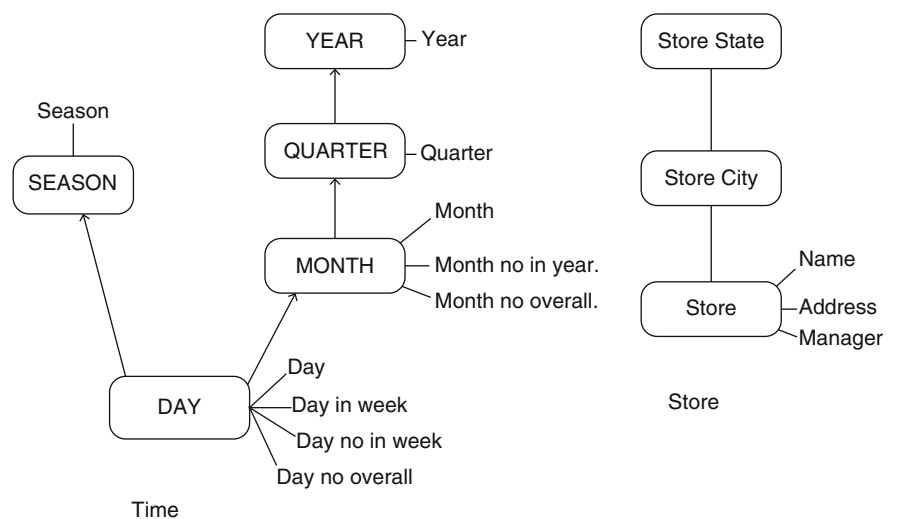 YEAR
Year
Store State
Season
SEASON
QUARTER
Quarter
Store City
Month
MONTH
Month no in year.
Month no overall.
Name
Store
Address
Manager
DAY
Day
Day in week
Day no in week
Day no overall
Store
Time